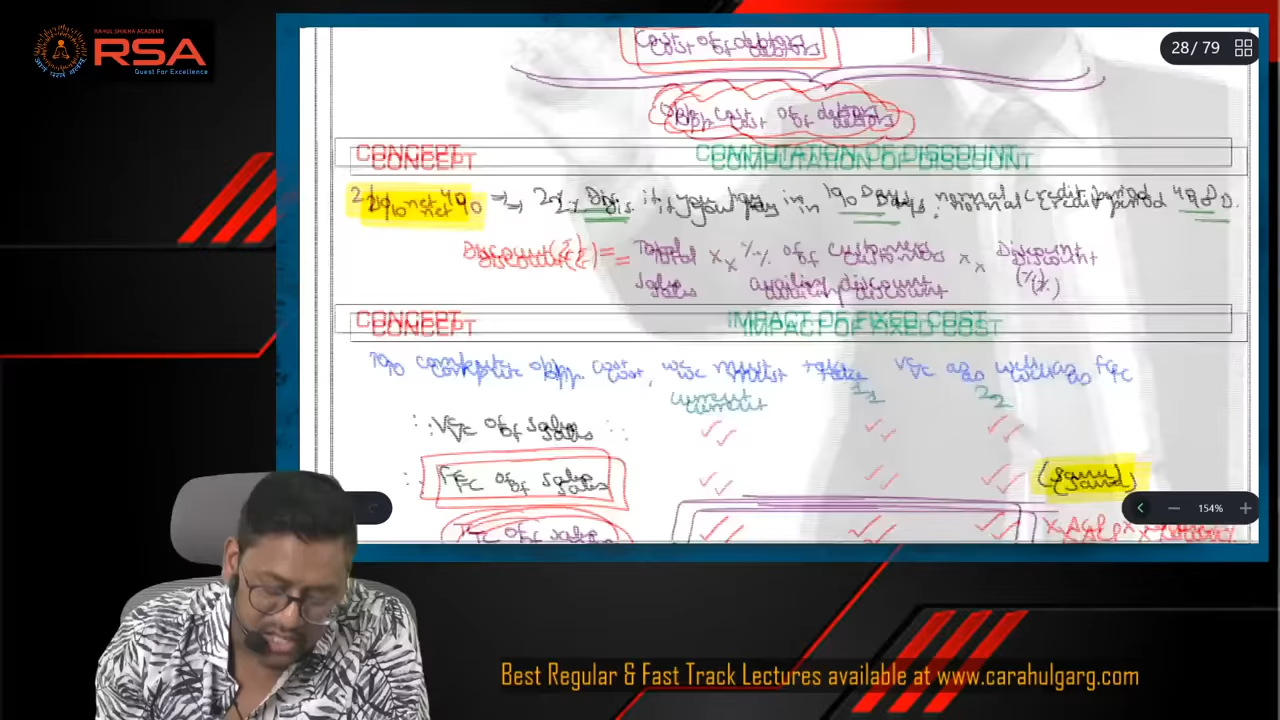 RAHUL SHIKHA ACADEMY
RSA
Quest For Excellence
28 / 79
Cost of debtors
Opp. cost of debtors
CONCEPT COMPUTATION OF DISCOUNT
2/10 net 40 ⇒ 2% Dis. if you pay in 10 Days, normal credit period 40 D.
Discount (₹) = Total × % of customers × Discount
sales availing discount (%)
CONCEPT IMPACT OF FIXED COST
To compute opp. cost, we must take VC as well as FC
current 1 2
∴ VC of sales ✓ ✓ ✓
FC of sales ✓ ✓ ✓ (same)
154%
TC of sales ✓ ✓ ✓
Best Regular & Fast Track Lectures available at www.carahulgarg.com